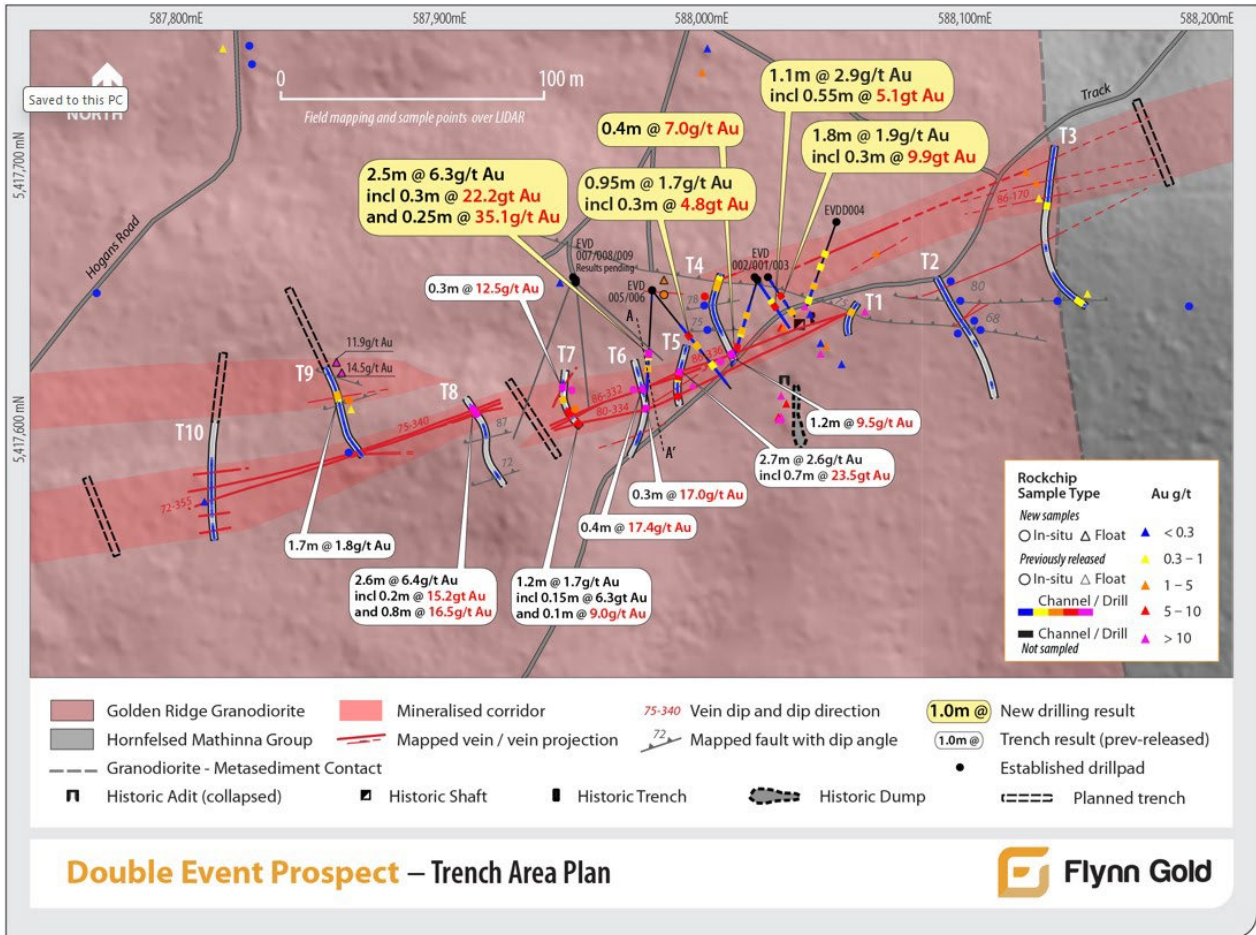 587,800mE
587,900mE
588,000mE
588,100mE
588,200mE
5,417,700 mN
5,417,600 mN
Saved to this PC
NORTH
0
100 m
Field mapping and sample points over LIDAR
Hogans Road
Track
1.1m @ 2.9g/t Au
incl 0.55m @ 5.1gt Au
0.4m @ 7.0g/t Au
1.8m @ 1.9g/t Au
incl 0.3m @ 9.9gt Au
2.5m @ 6.3g/t Au
incl 0.3m @ 22.2gt Au
and 0.25m @ 35.1g/t Au
0.95m @ 1.7g/t Au
incl 0.3m @ 4.8gt Au
T3
86-170
EVDD004
EVD
007/008/009
Results pending*
EVD
002/001/003
EVD
005/006
T4
T2
T1
78
75
75
80
68
0.3m @ 12.5g/t Au
A
T5
86-336
T6
T7
86-332
80-334
A'
11.9g/t Au
14.5g/t Au
T9
T8
T10
75-340
87
72
72-355
1.2m @ 9.5g/t Au
2.7m @ 2.6g/t Au
incl 0.7m @ 23.5gt Au
0.3m @ 17.0g/t Au
0.4m @ 17.4g/t Au
1.7m @ 1.8g/t Au
2.6m @ 6.4g/t Au
incl 0.2m @ 15.2gt Au
and 0.8m @ 16.5g/t Au
1.2m @ 1.7g/t Au
incl 0.15m @ 6.3gt Au
and 0.1m @ 9.0g/t Au
Rockchip
Sample Type
Au g/t
New samples
In-situ
Float
< 0.3
Previously released
0.3 – 1
In-situ
Float
1 – 5
Channel / Drill
5 – 10
Channel / Drill
Not sampled
> 10
Golden Ridge Granodiorite
Mineralised corridor
75-340 Vein dip and dip direction
1.0m @ New drilling result
Hornfelsed Mathinna Group
Mapped vein / vein projection
72 Mapped fault with dip angle
1.0m @ Trench result (prev-released)
Granodiorite - Metasediment Contact
Established drillpad
Historic Adit (collapsed)
Historic Shaft
Historic Trench
Historic Dump
Planned trench
Double Event Prospect – Trench Area Plan
Flynn Gold